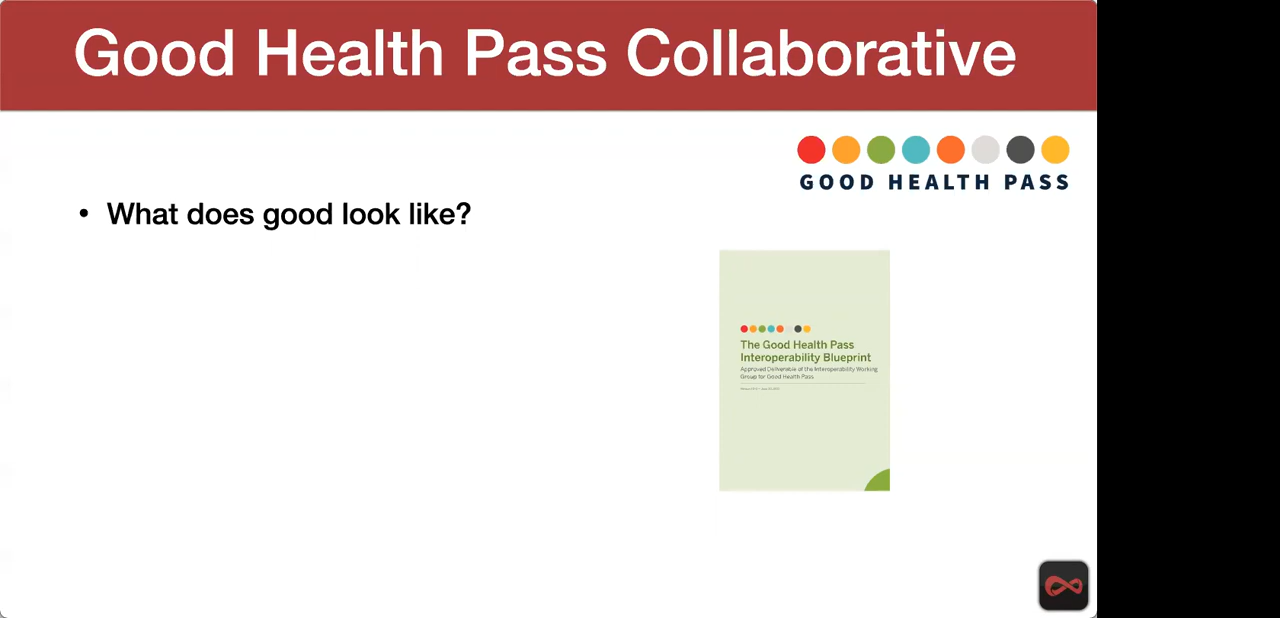 Good Health Pass Collaborative
GOOD HEALTH PASS
• What does good look like?
The Good Health Pass
Interoperability Blueprint
Approved Deliverable of the Interoperability Working
Group for Good Health Pass